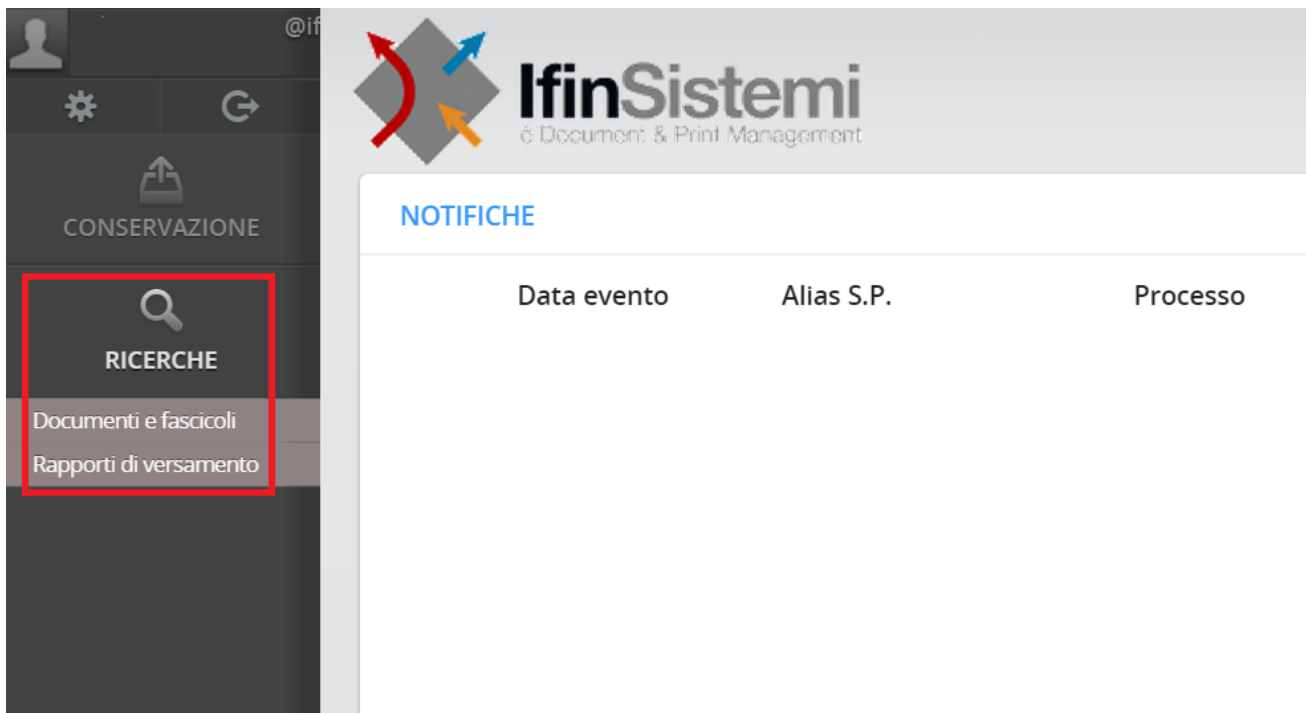 @if
IfinSistemi
è Document & Print Management
CONSERVAZIONE
RICERCHE
Documenti e fascicoli
Rapporti di versamento
NOTIFICHE
Data evento Alias S.P. Processo